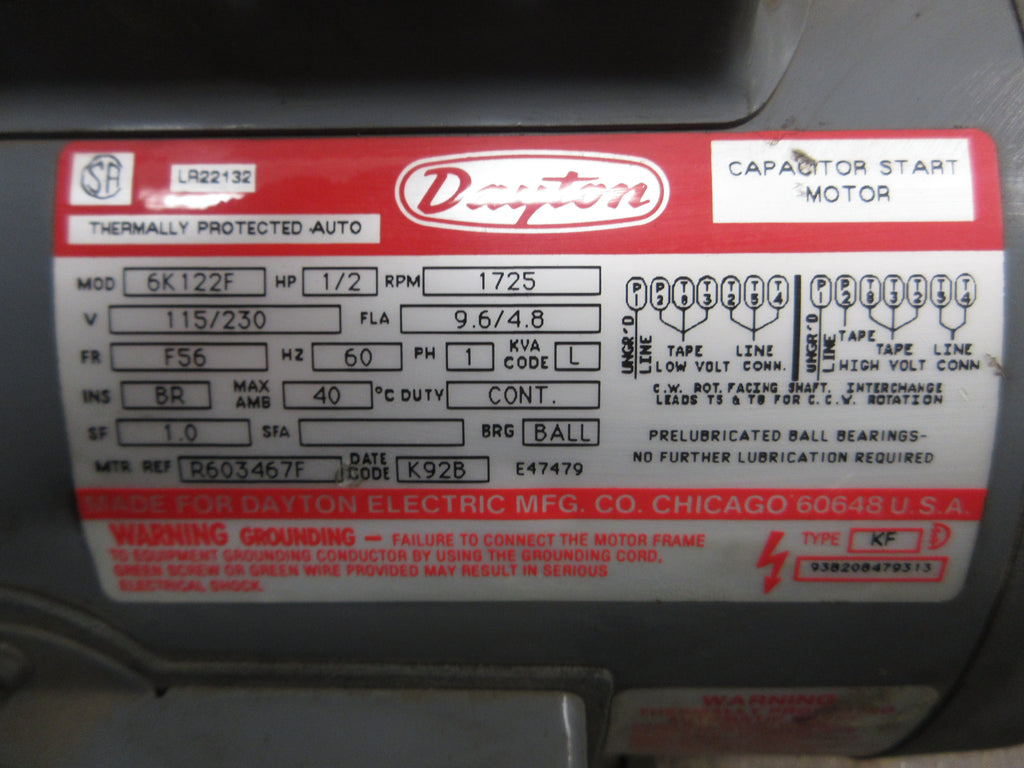 SA
LR22132
Dayton
CAPACITOR START
MOTOR
THERMALLY PROTECTED AUTO
MOD 6K122F HP 1/2 RPM 1725
V 115/230 FLA 9.6/4.8
FR F56 HZ 60 PH 1 KVA CODE L
INS BR MAX AMB 40 °C DUTY CONT.
SF 1.0 SFA BRG BALL
MTR REF R603467F DATE CODE K92B E47479
P1 P2 T8 T3 T2 T5 T4
UNGR'D LINE TAPE LINE
LOW VOLT CONN.
P1 P2 T8 T3 T2 T5 T4
UNGR'D LINE TAPE TAPE LINE
HIGH VOLT CONN
C.W. ROT. FACING SHAFT. INTERCHANGE
LEADS T5 & T8 FOR C.C.W. ROTATION
PRELUBRICATED BALL BEARINGS-
NO FURTHER LUBRICATION REQUIRED
MADE FOR DAYTON ELECTRIC MFG. CO. CHICAGO 60648 U.S.A.
WARNING GROUNDING — FAILURE TO CONNECT THE MOTOR FRAME
TO EQUIPMENT GROUNDING CONDUCTOR BY USING THE GROUNDING CORD,
GREEN SCREW OR GREEN WIRE PROVIDED MAY RESULT IN SERIOUS
ELECTRICAL SHOCK.
TYPE KF D
938208479313
WARNING